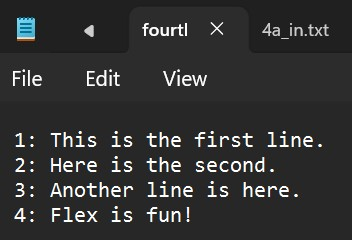 fourtl
4a_in.txt
File Edit View
1: This is the first line.
2: Here is the second.
3: Another line is here.
4: Flex is fun!